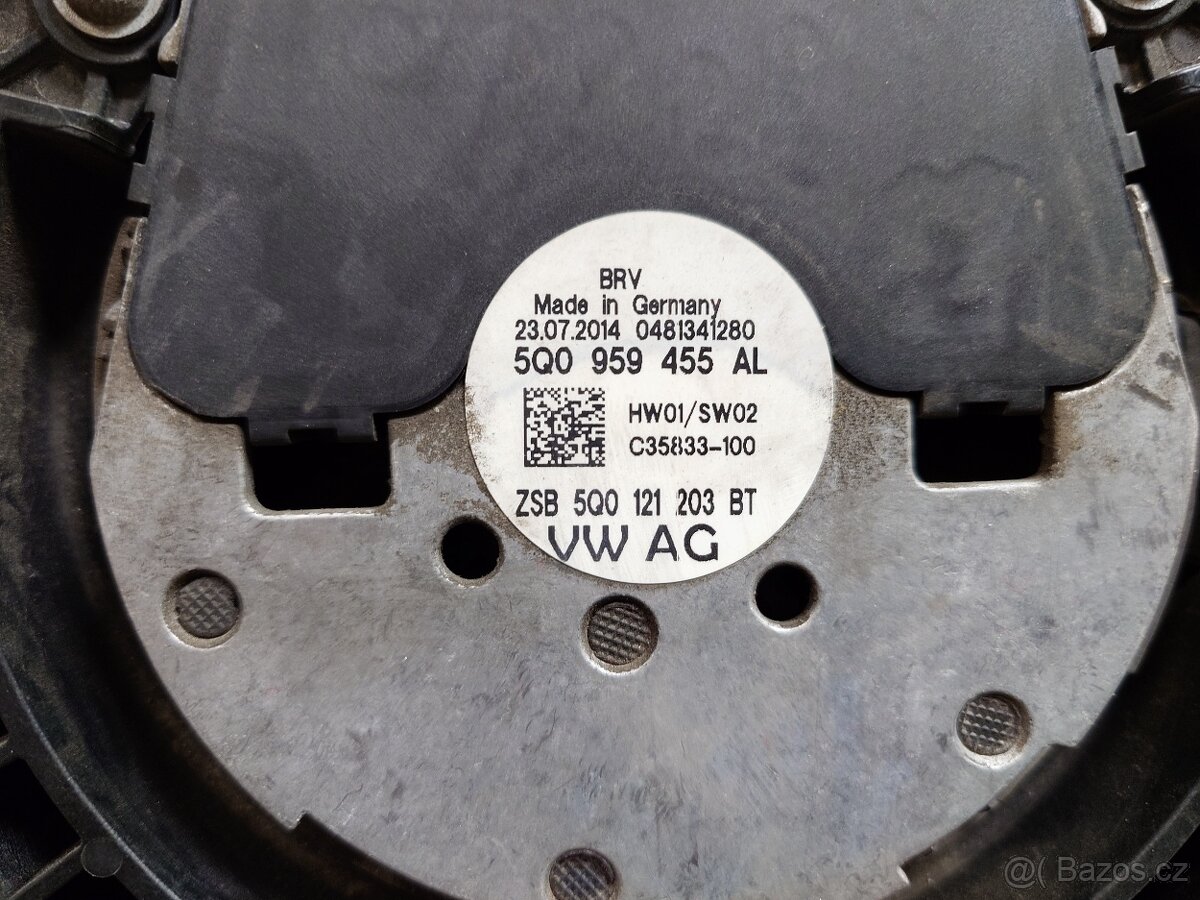 BRV
Made in Germany
23.07.2014 0481341280
5Q0 959 455 AL
HW01/SW02
C35833-100
ZSB 5Q0 121 203 BT
VW AG
@( Bazos.cz